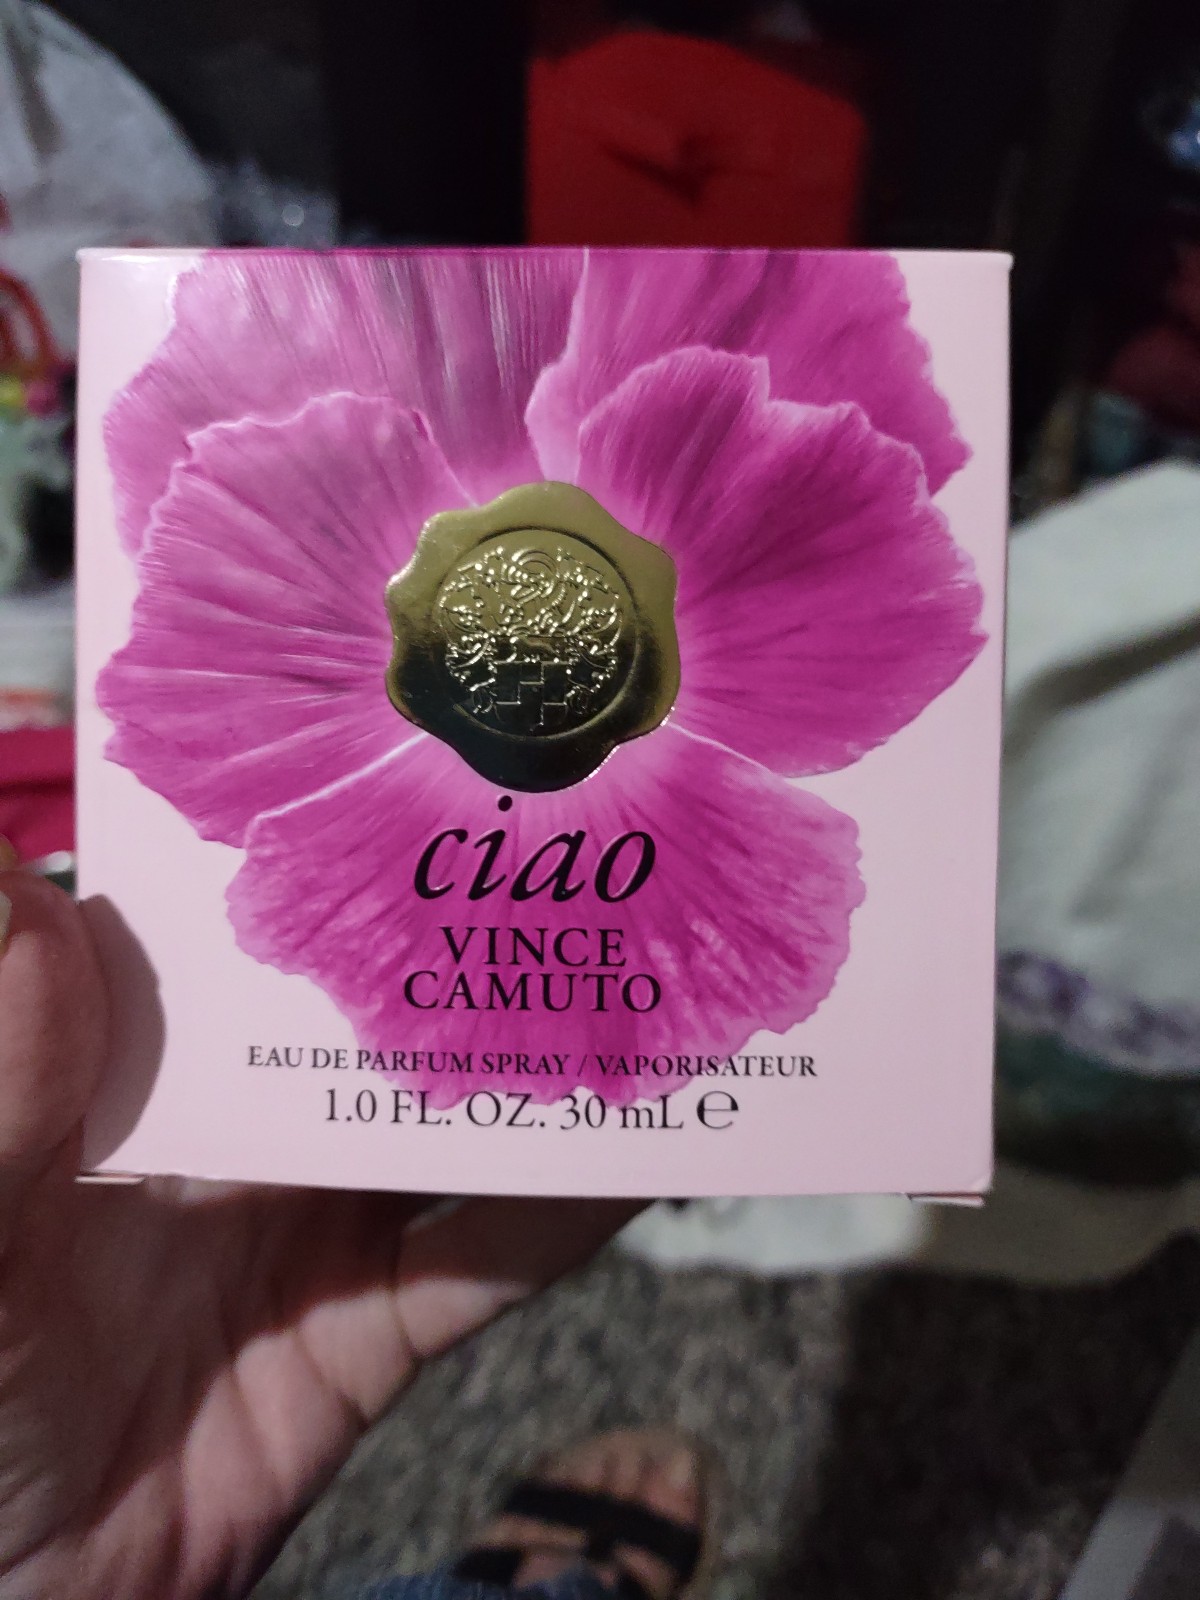 ciao
VINCE
CAMUTO
EAU DE PARFUM SPRAY / VAPORISATEUR
1.0 FL. OZ. 30 mL ℮